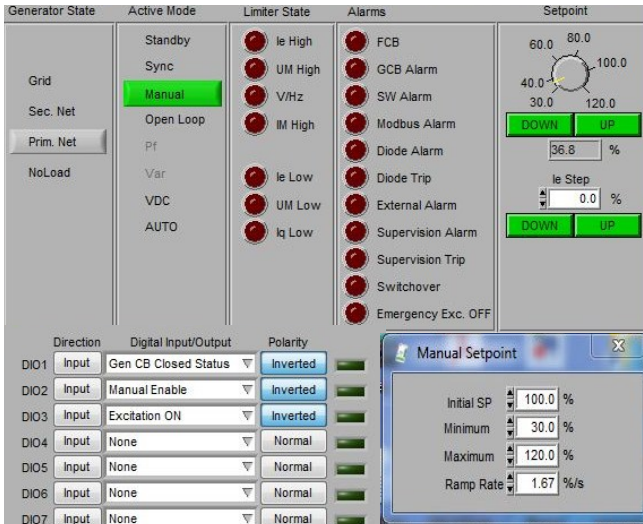 Generator State
Grid
Sec. Net
Prim. Net
NoLoad
Active Mode
Standby
Sync
Manual
Open Loop
Pf
Var
VDC
AUTO
Limiter State
Ie High
UM High
V/Hz
IM High
Ie Low
UM Low
Iq Low
Alarms
FCB
GCB Alarm
SW Alarm
Modbus Alarm
Diode Alarm
Diode Trip
External Alarm
Supervision Alarm
Supervision Trip
Switchover
Emergency Exc. OFF
Setpoint
60.0 80.0
40.0 100.0
30.0 120.0
DOWN UP
36.8 %
Ie Step
0.0 %
DOWN UP
Direction Digital Input/Output Polarity
DIO1 Input Gen CB Closed Status Inverted
DIO2 Input Manual Enable Inverted
DIO3 Input Excitation ON Inverted
DIO4 Input None Normal
DIO5 Input None Normal
DIO6 Input None Normal
DIO7 Input None Normal
Manual Setpoint
Initial SP 100.0 %
Minimum 30.0 %
Maximum 120.0 %
Ramp Rate 1.67 %/s